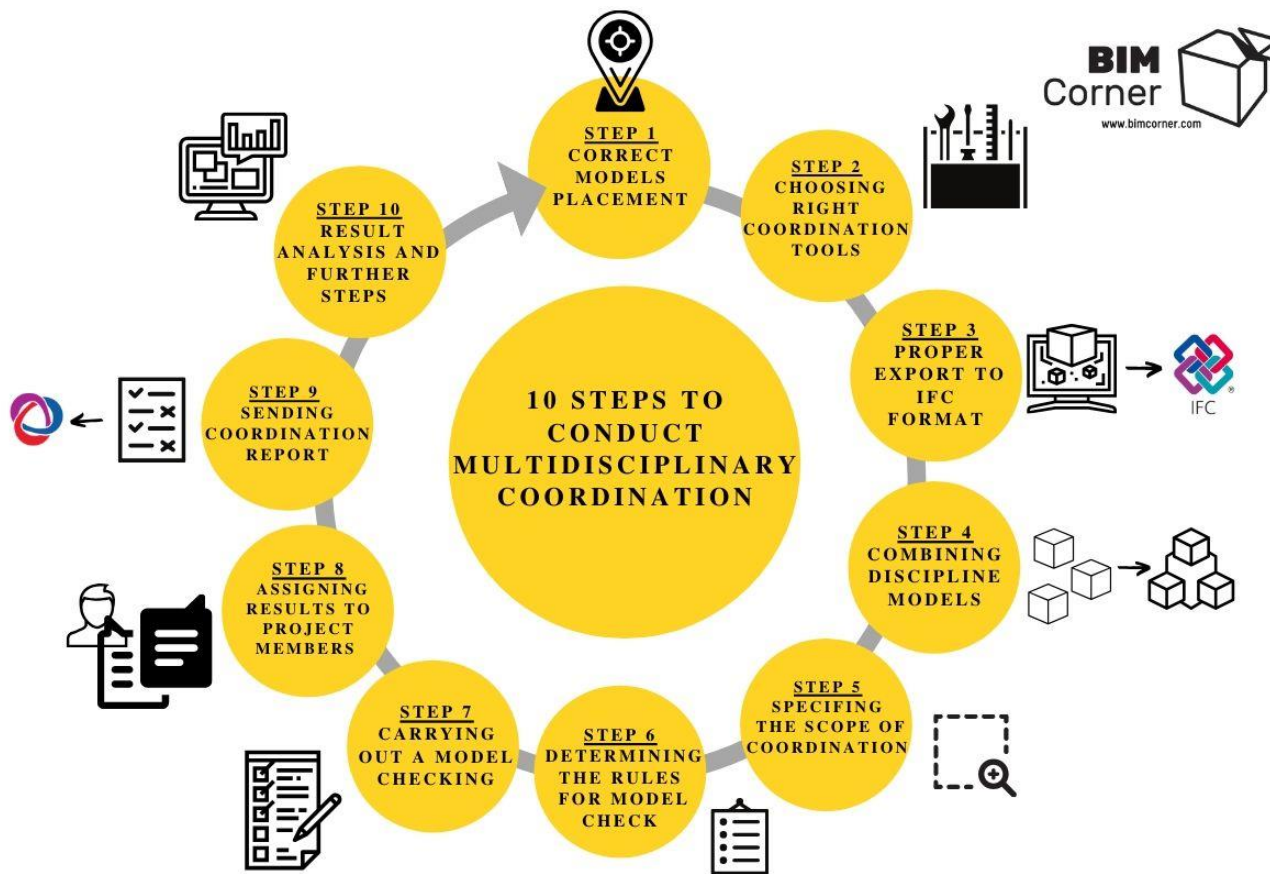 BIM
Corner
www.bimcorner.com
STEP 1
CORRECT
MODELS
PLACEMENT
STEP 2
CHOOSING
RIGHT
COORDINATION
TOOLS
STEP 3
PROPER
EXPORT TO
IFC
FORMAT
IFC
®
STEP 4
COMBINING
DISCIPLINE
MODELS
STEP 5
SPECIFING
THE SCOPE OF
COORDINATION
STEP 6
DETERMINING
THE RULES
FOR MODEL
CHECK
STEP 7
CARRYING
OUT A MODEL
CHECKING
STEP 8
ASSIGNING
RESULTS TO
PROJECT
MEMBERS
STEP 9
SENDING
COORDINATION
REPORT
STEP 10
RESULT
ANALYSIS AND
FURTHER
STEPS
10 STEPS TO
CONDUCT
MULTIDISCIPLINARY
COORDINATION